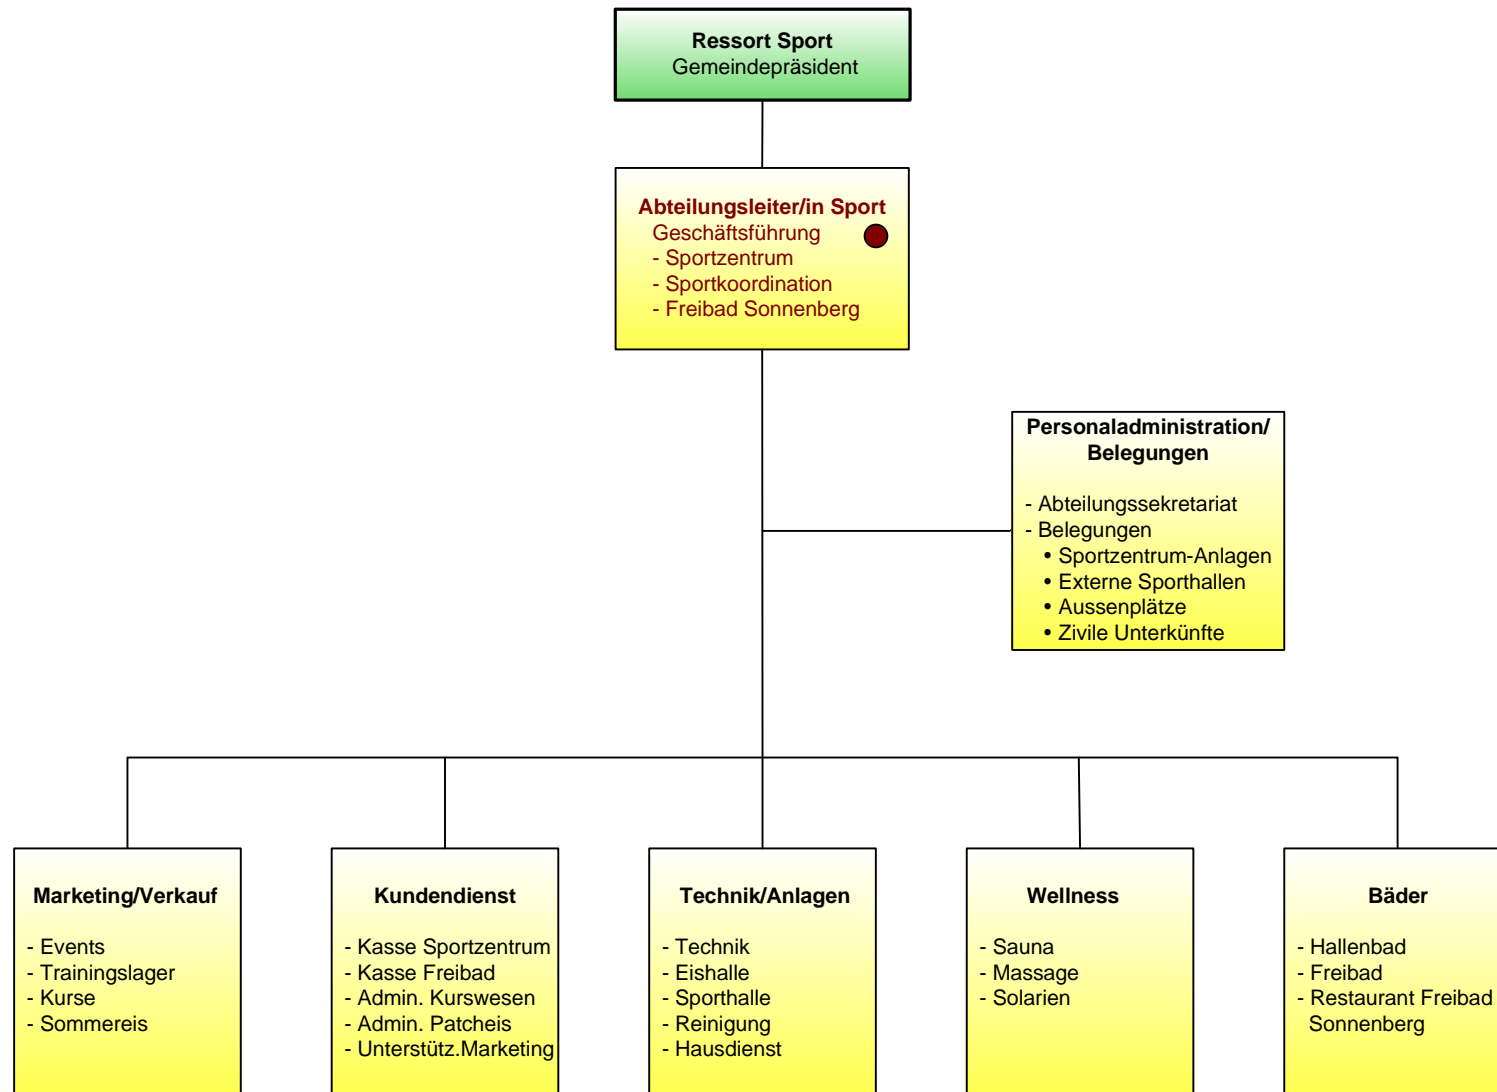 Ressort Sport
Gemeindepräsident
Abteilungsleiter/in Sport
Geschäftsführung
- Sportzentrum
- Sportkoordination
- Freibad Sonnenberg
Personaladministration/
Belegungen
- Abteilungssekretariat
- Belegungen
• Sportzentrum-Anlagen
• Externe Sporthallen
• Aussenplätze
• Zivile Unterkünfte
Marketing/Verkauf
- Events
- Trainingslager
- Kurse
- Sommereis
Kundendienst
- Kasse Sportzentrum
- Kasse Freibad
- Admin. Kurswesen
- Admin. Patcheis
- Unterstütz.Marketing
Technik/Anlagen
- Technik
- Eishalle
- Sporthalle
- Reinigung
- Hausdienst
Wellness
- Sauna
- Massage
- Solarien
Bäder
- Hallenbad
- Freibad
- Restaurant Freibad
Sonnenberg